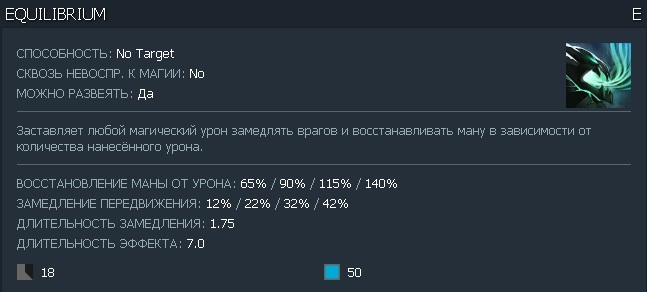 EQUILIBRIUM E
СПОСОБНОСТЬ: No Target
СКВОЗЬ НЕВОСПР. К МАГИИ: No
МОЖНО РАЗВЕЯТЬ: Да
Заставляет любой магический урон замедлять врагов и восстанавливать ману в зависимости от
количества нанесённого урона.
ВОССТАНОВЛЕНИЕ МАНЫ ОТ УРОНА: 65% / 90% / 115% / 140%
ЗАМЕДЛЕНИЕ ПЕРЕДВИЖЕНИЯ: 12% / 22% / 32% / 42%
ДЛИТЕЛЬНОСТЬ ЗАМЕДЛЕНИЯ: 1.75
ДЛИТЕЛЬНОСТЬ ЭФФЕКТА: 7.0
18 50